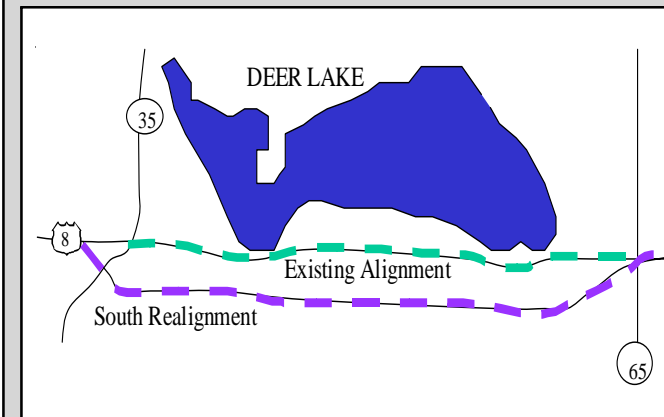 DEER LAKE
35
8
Existing Alignment
South Realignment
65